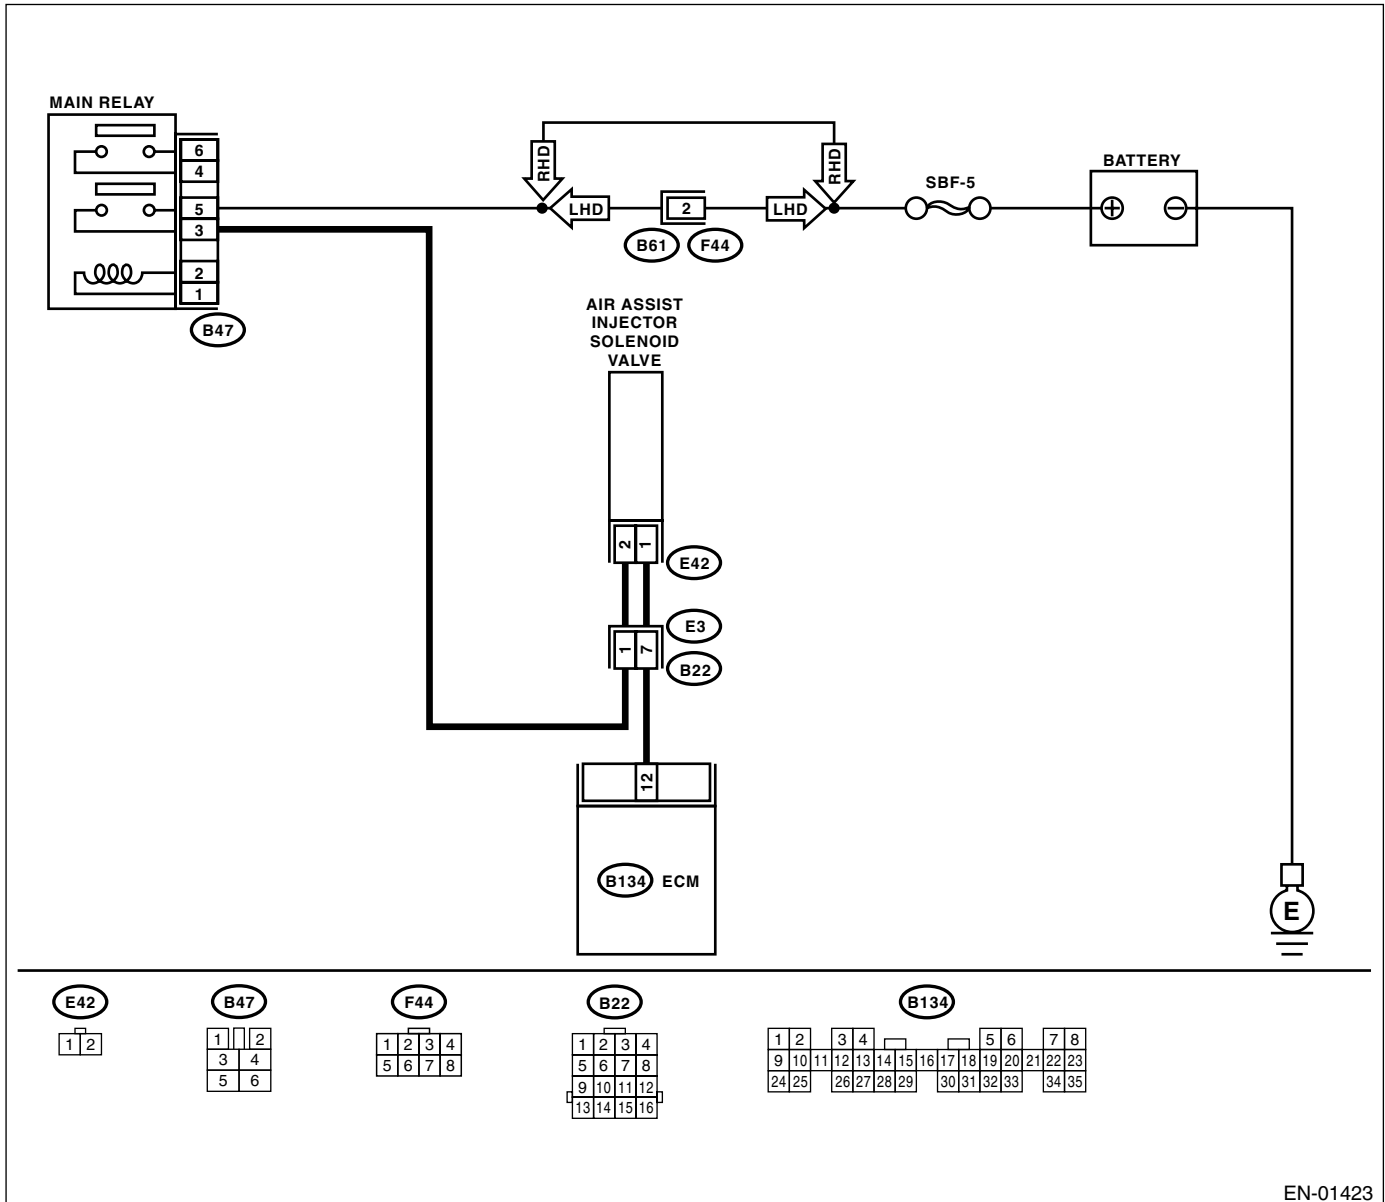 MAIN RELAY
6
4
5
3
2
1
B47
RHD
RHD
LHD
2
LHD
B61
F44
SBF-5
BATTERY
+
−
AIR ASSIST
INJECTOR
SOLENOID
VALVE
2 1
E42
E3
1 7
B22
12
B134 ECM
E
E42
B47
F44
B22
B134
1 2
1 2
3 4
5 6
1 2 3 4
5 6 7 8
1 2 3 4
5 6 7 8
9 10 11 12
13 14 15 16
1 2 3 4 5 6 7 8
9 10 11 12 13 14 15 16 17 18 19 20 21 22 23
24 25 26 27 28 29 30 31 32 33 34 35
EN-01423